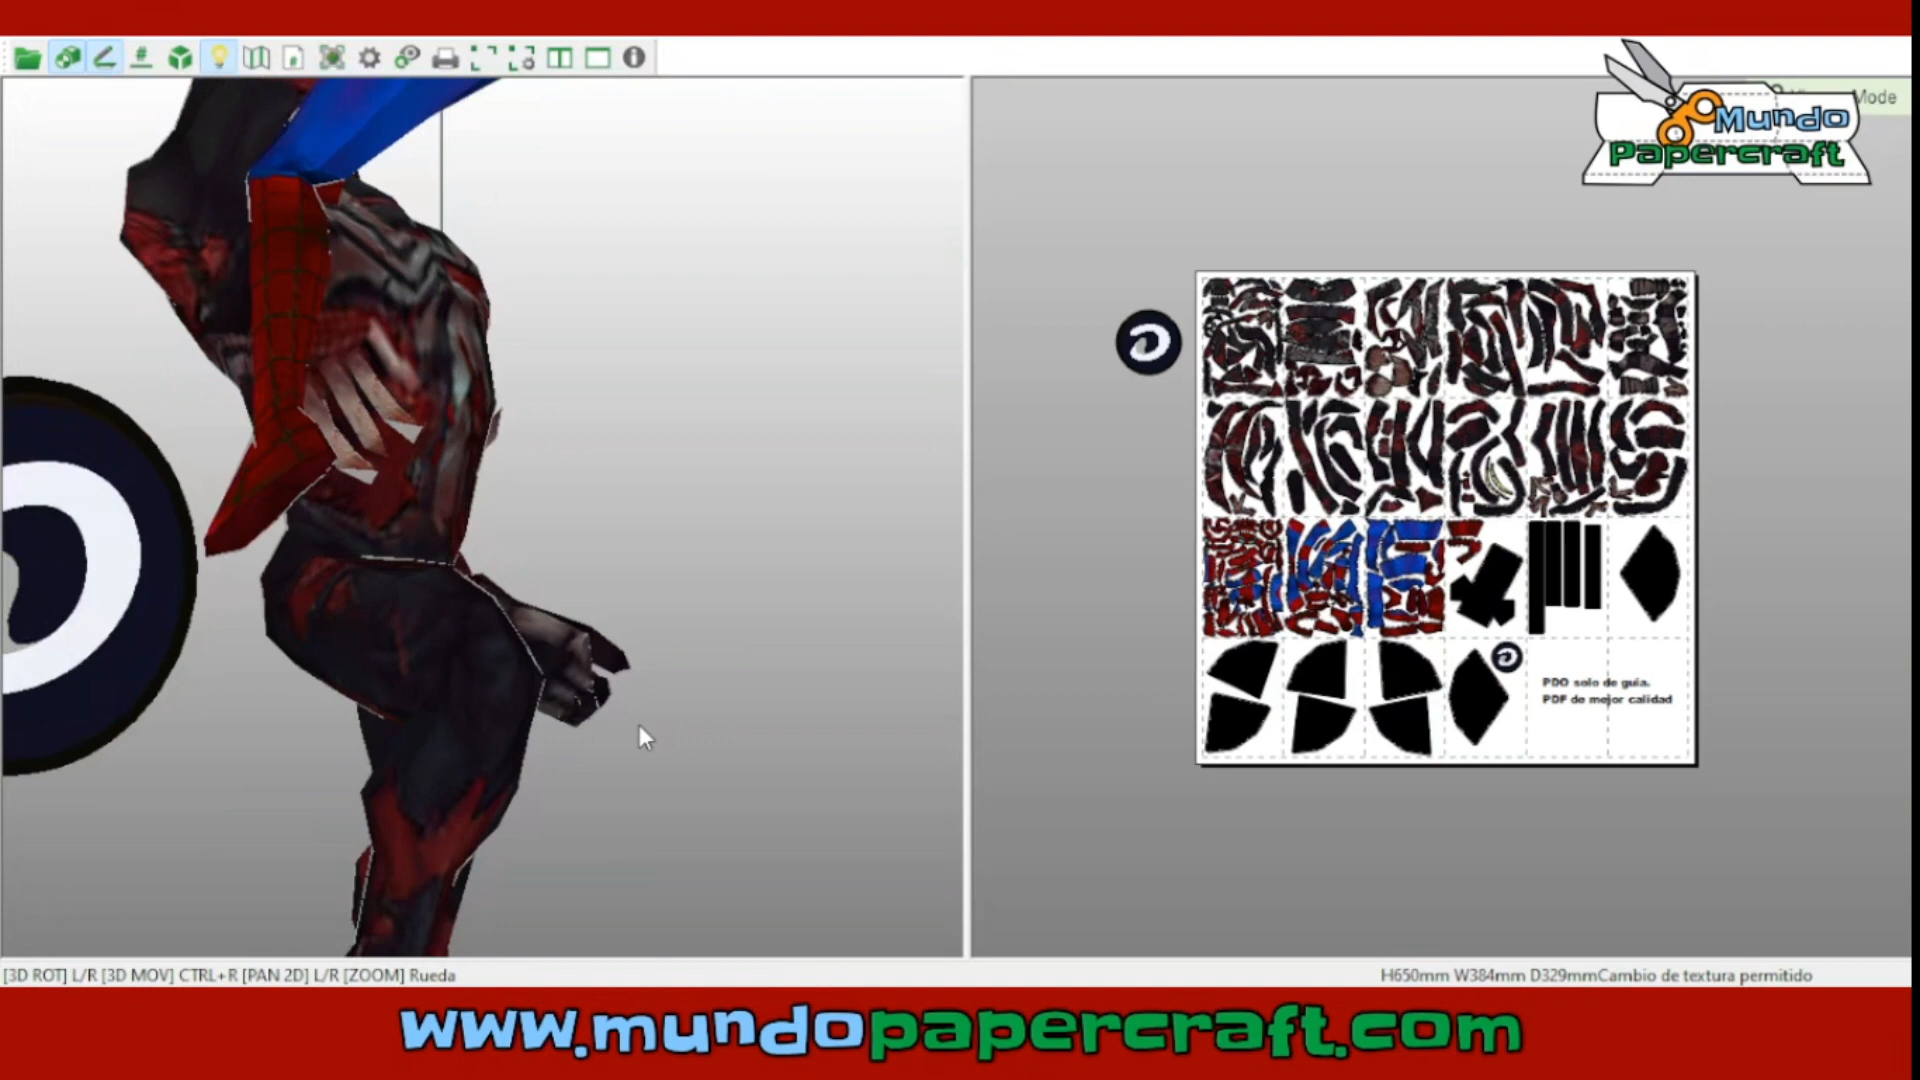 Mode
Mundo
Papercraft
PDO solo de guia.
PDF de mejor calidad
[3D ROT] L/R [3D MOV] CTRL+R [PAN 2D] L/R [ZOOM] Rueda
H650mm W384mm D329mmCambio de textura permitido
www.mundopapercraft.com